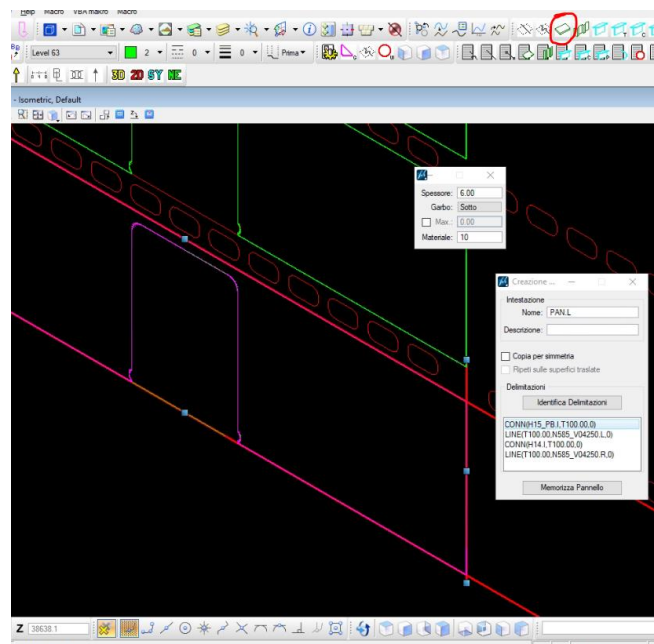 Help Macro VBA makro Macro
Level 63 2 0 0 Prima
3D 2D SY NE
- Isometric, Default
Spessore: 6.00
Garbo: Sotto
Max.: 0.00
Materiale: 10
Creazione ...
Intestazione
Nome: PAN.L
Descrizione:
Copia per simmetria
Ripeti sulle superfici traslate
Delimitazioni
Identifica Delimitazioni
CONN(H15_PB.I,T100.00,0)
LINE(T100.00,N585_V04250.L,0)
CONN(H14.I,T100.00,0)
LINE(T100.00,N585_V04250.R,0)
Memorizza Pannello
Z 38638.1